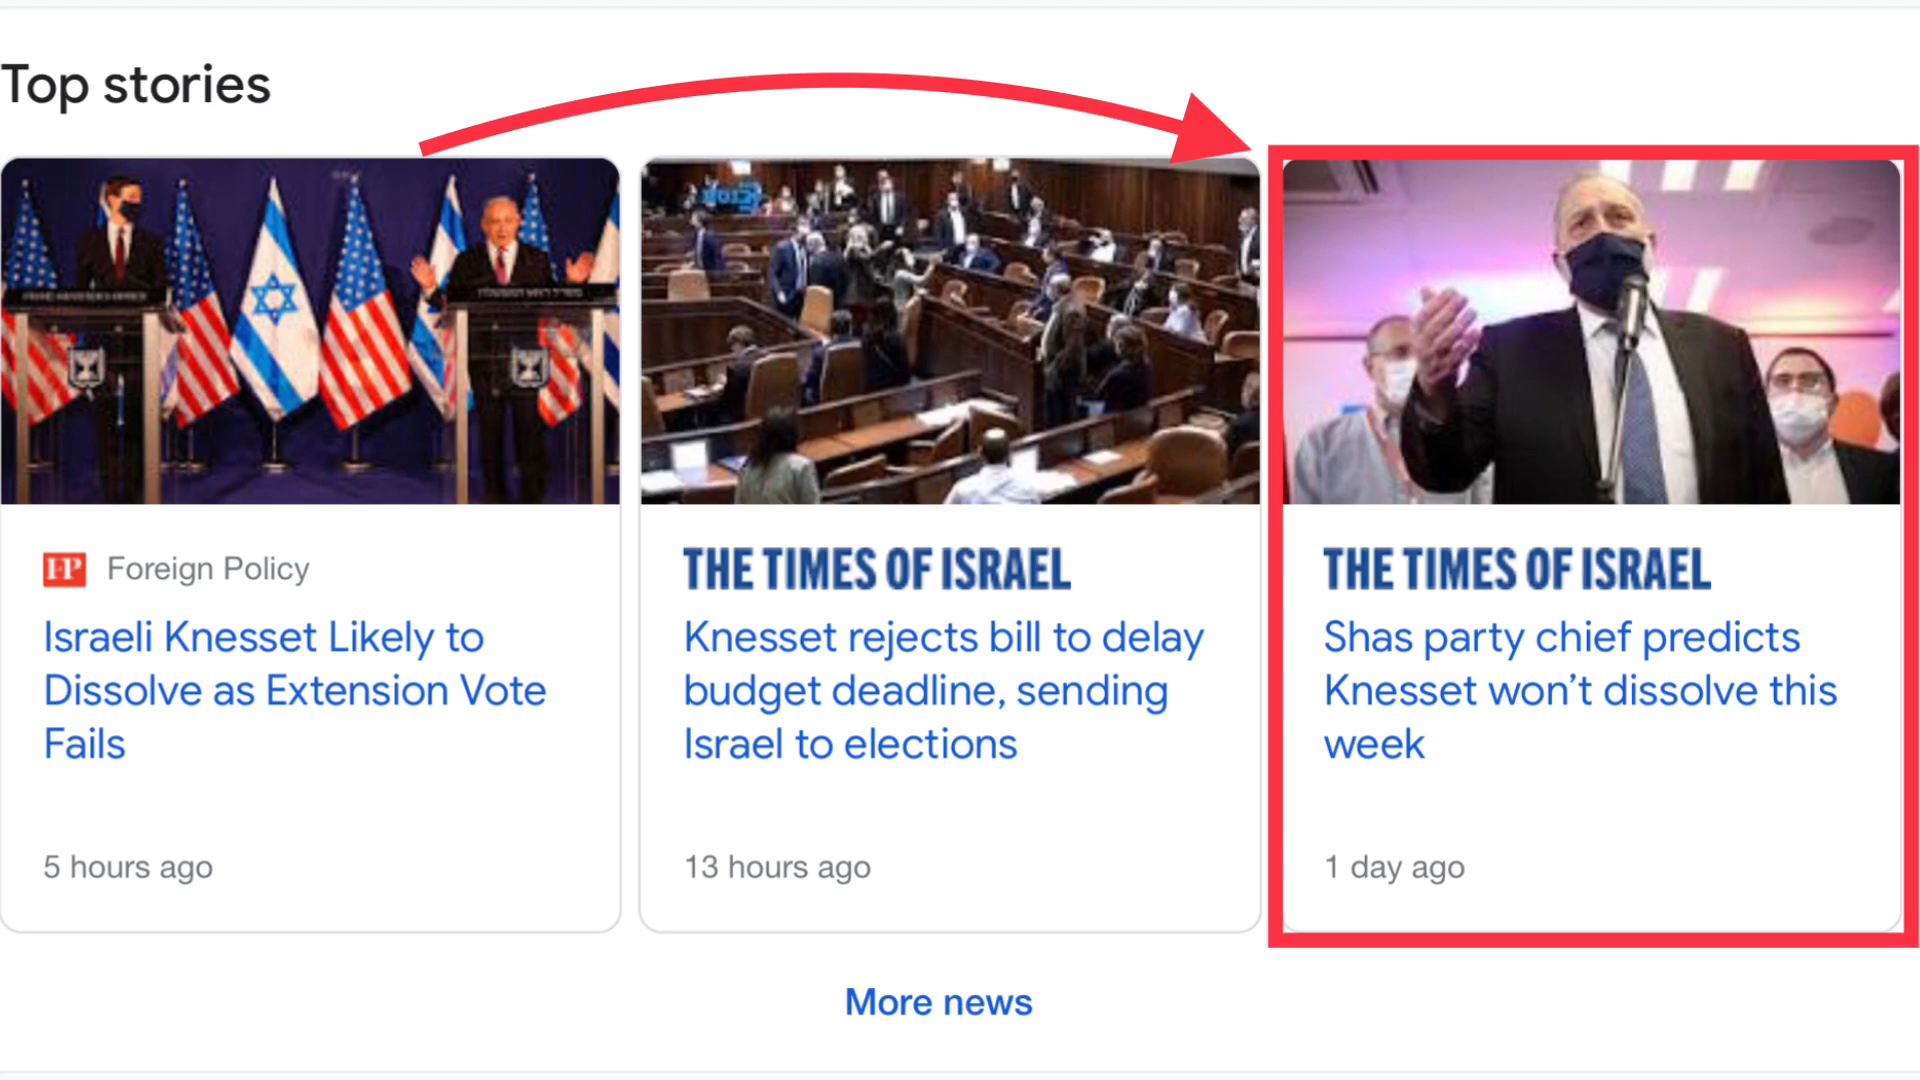 Top stories
FP Foreign Policy
Israeli Knesset Likely to
Dissolve as Extension Vote
Fails
5 hours ago
THE TIMES OF ISRAEL
Knesset rejects bill to delay
budget deadline, sending
Israel to elections
13 hours ago
THE TIMES OF ISRAEL
Shas party chief predicts
Knesset won’t dissolve this
week
1 day ago
More news